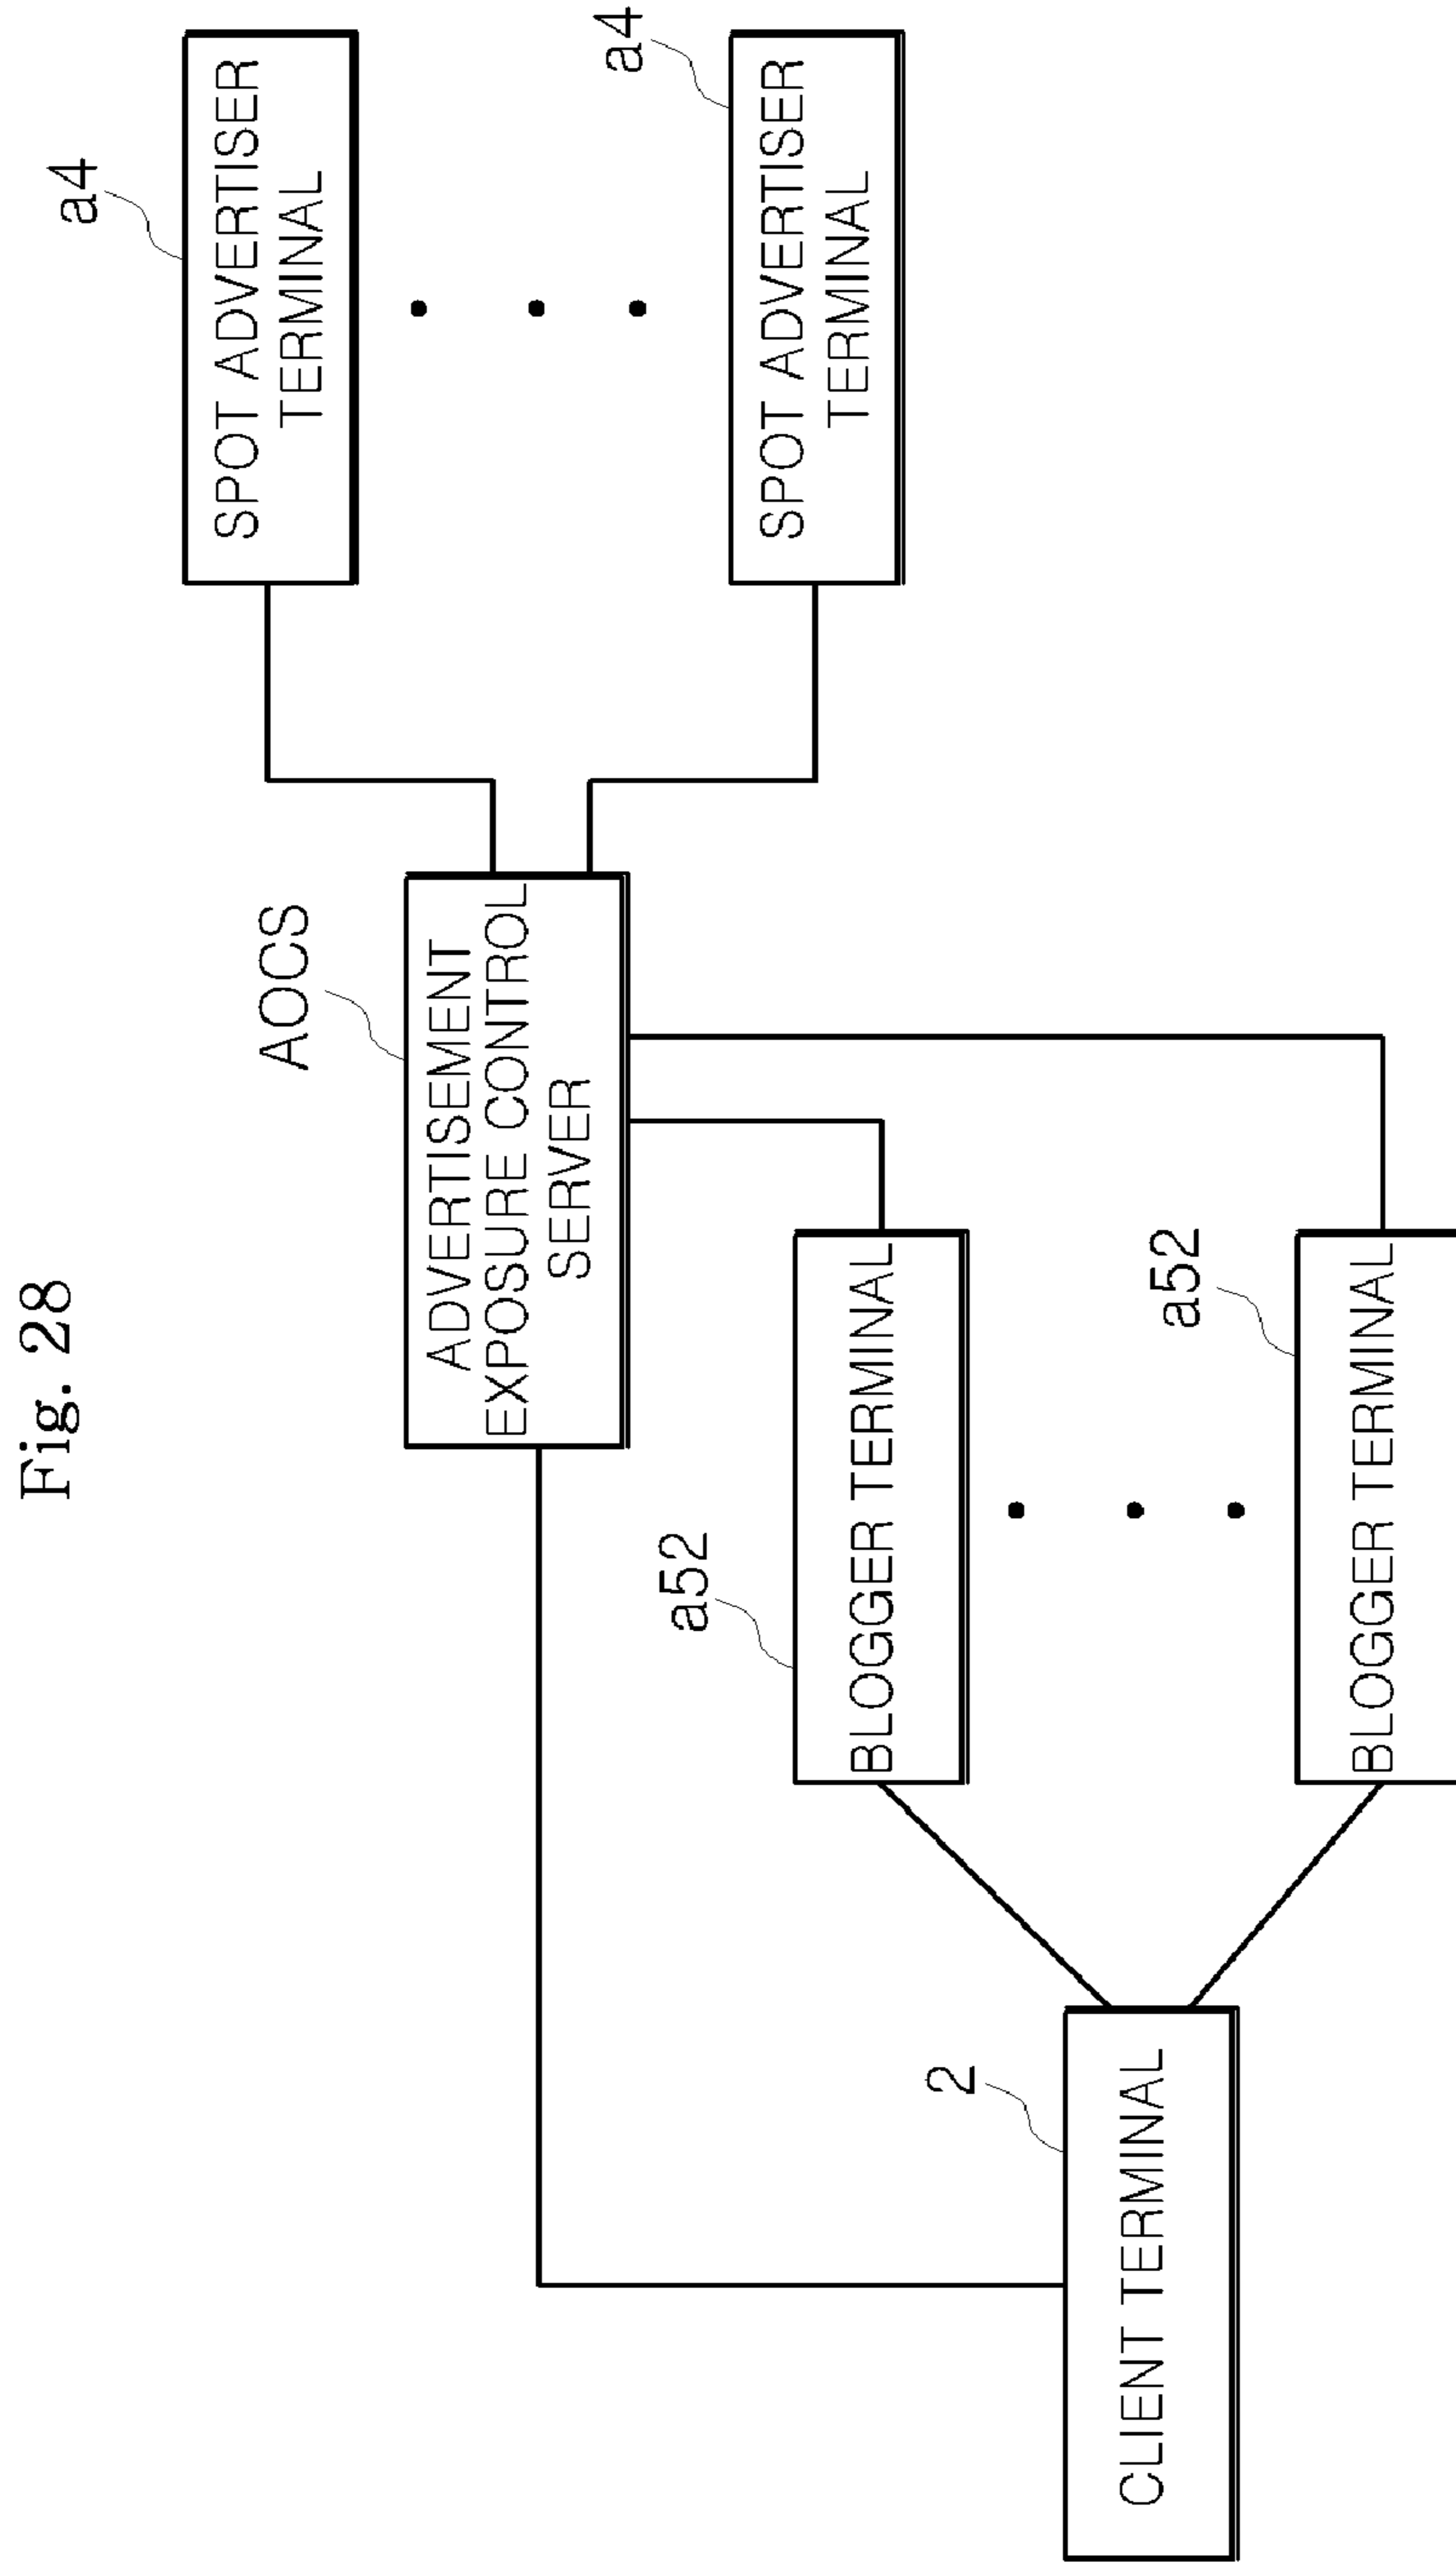 Fig. 28
a4
SPOT ADVERTISER
TERMINAL
AOCS
ADVERTISEMENT
EXPOSURE CONTROL
SERVER
a4
SPOT ADVERTISER
TERMINAL
a52
BLOGGER TERMINAL
2
CLIENT TERMINAL
a52
BLOGGER TERMINAL